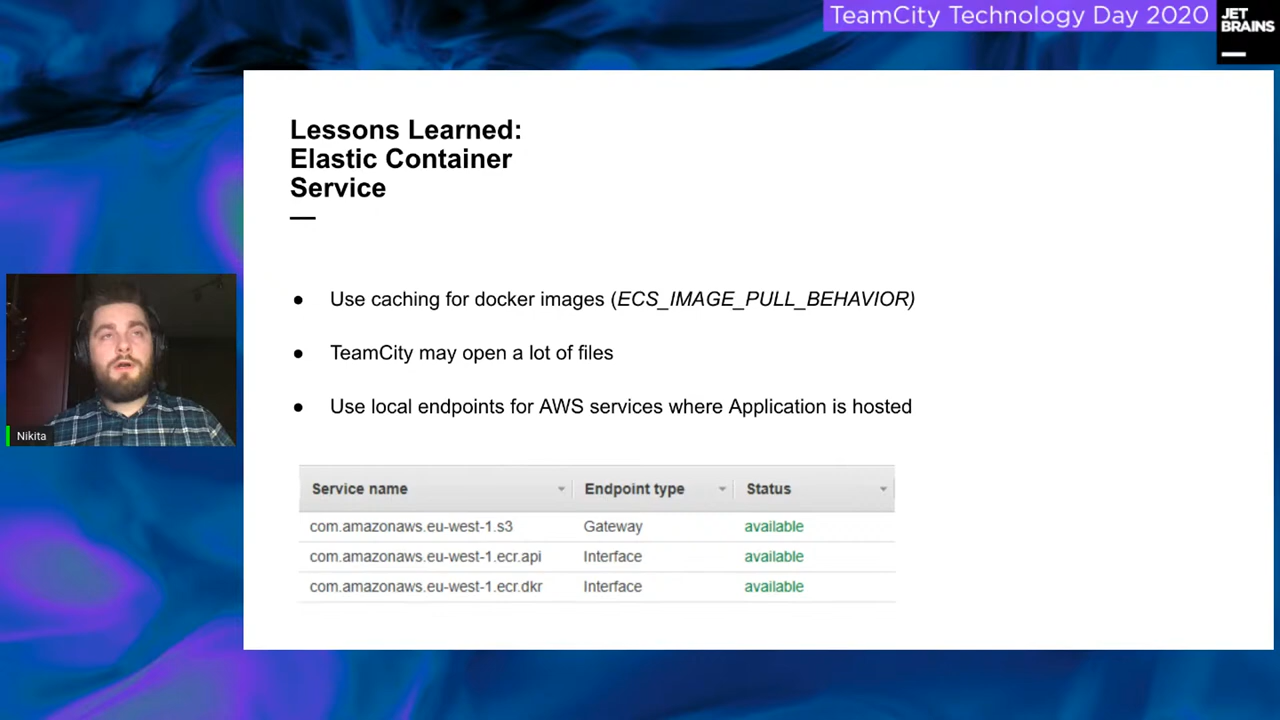 TeamCity Technology Day 2020
JET
BRAINS
Lessons Learned:
Elastic Container
Service
● Use caching for docker images (ECS_IMAGE_PULL_BEHAVIOR)
● TeamCity may open a lot of files
● Use local endpoints for AWS services where Application is hosted
Nikita
Service name Endpoint type Status
com.amazonaws.eu-west-1.s3 Gateway available
com.amazonaws.eu-west-1.ecr.api Interface available
com.amazonaws.eu-west-1.ecr.dkr Interface available